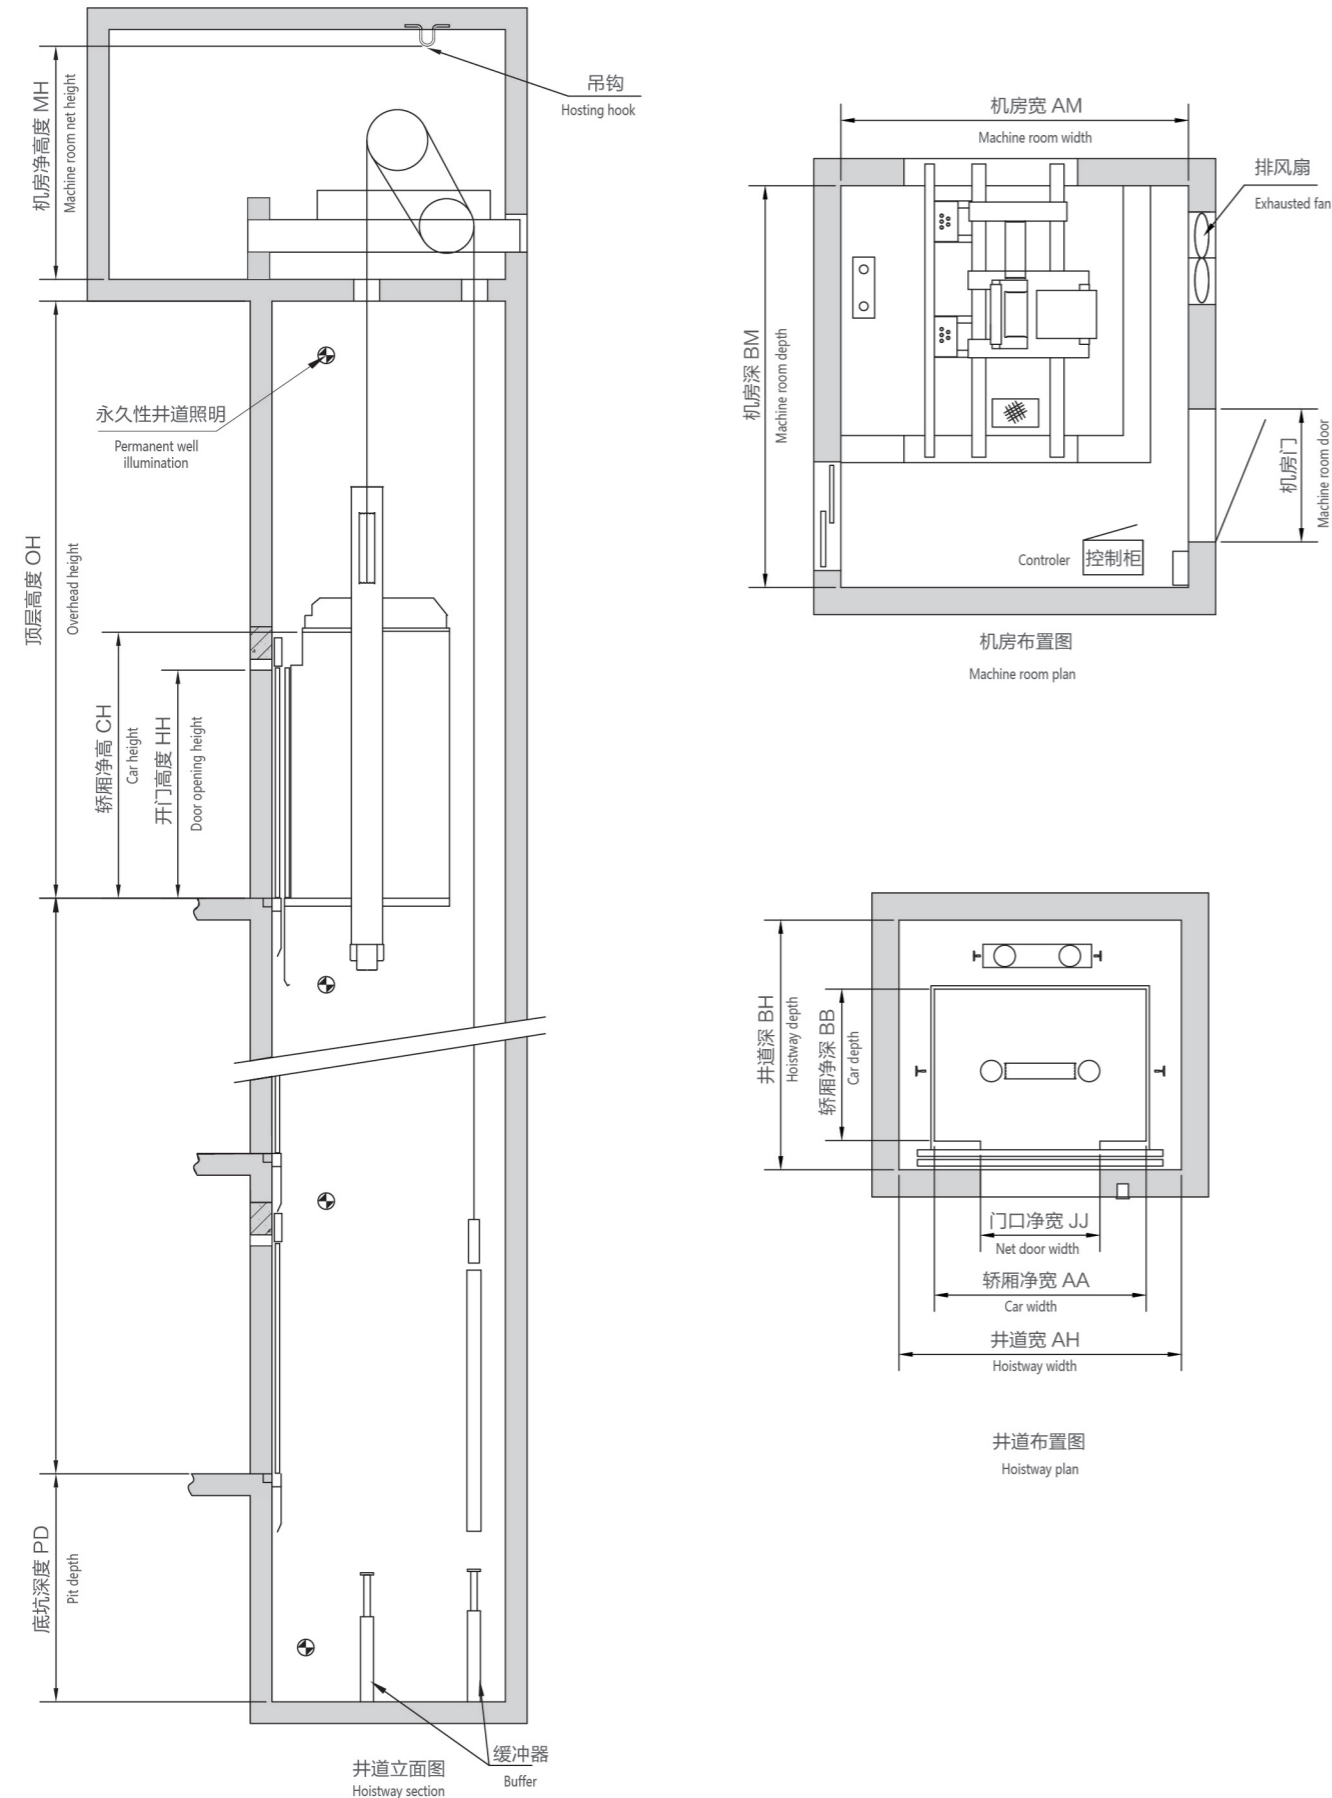 吊钩
Hosting hook
机房净高度 MH
Machine room net height
永久性井道照明
Permanent well
illumination
顶层高度 OH
Overhead height
轿厢净高 CH
Car height
开门高度 HH
Door opening height
底坑深度 PD
Pit depth
缓冲器
Buffer
井道立面图
Hoistway section
机房宽 AM
Machine room width
排风扇
Exhausted fan
机房深 BM
Machine room depth
机房门
Machine room door
Controler
控制柜
机房布置图
Machine room plan
井道深 BH
Hoistway depth
轿厢净深 BB
Car depth
门口净宽 JJ
Net door width
轿厢净宽 AA
Car width
井道宽 AH
Hoistway width
井道布置图
Hoistway plan